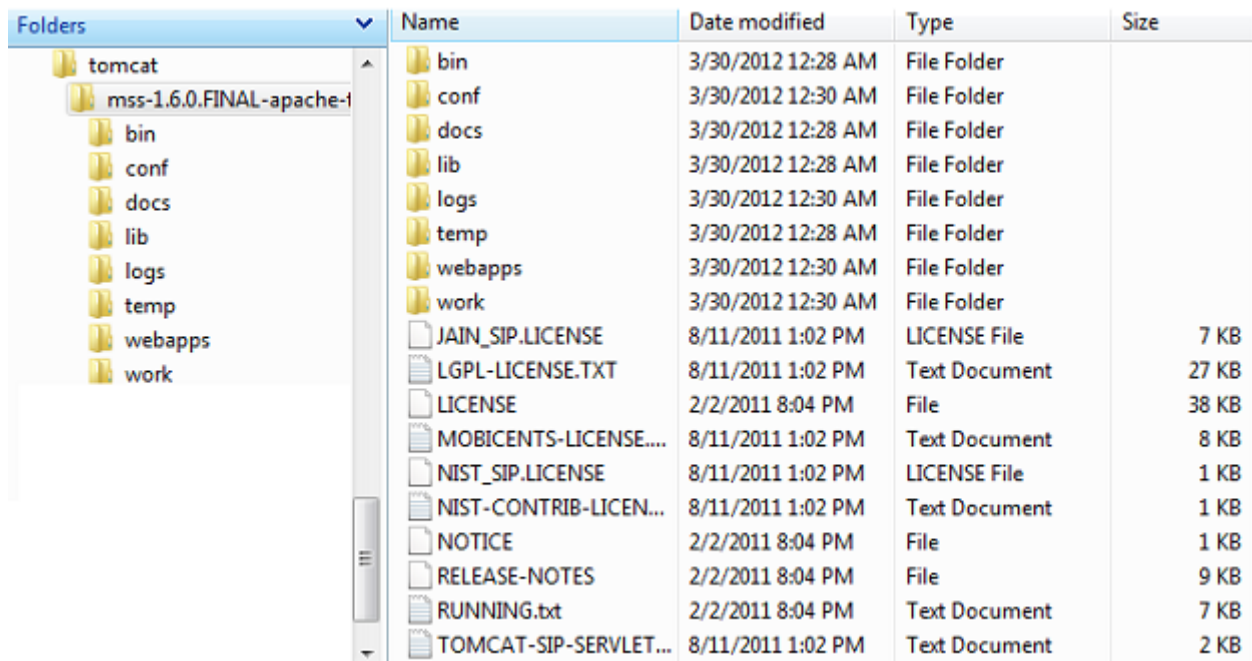 Folders
tomcat
mss-1.6.0.FINAL-apache-t
bin
conf
docs
lib
logs
temp
webapps
work
Name Date modified Type Size
bin 3/30/2012 12:28 AM File Folder
conf 3/30/2012 12:30 AM File Folder
docs 3/30/2012 12:28 AM File Folder
lib 3/30/2012 12:28 AM File Folder
logs 3/30/2012 12:30 AM File Folder
temp 3/30/2012 12:28 AM File Folder
webapps 3/30/2012 12:30 AM File Folder
work 3/30/2012 12:30 AM File Folder
JAIN_SIP.LICENSE 8/11/2011 1:02 PM LICENSE File 7 KB
LGPL-LICENSE.TXT 8/11/2011 1:02 PM Text Document 27 KB
LICENSE 2/2/2011 8:04 PM File 38 KB
MOBICENTS-LICENSE.... 8/11/2011 1:02 PM Text Document 8 KB
NIST_SIP.LICENSE 8/11/2011 1:02 PM LICENSE File 1 KB
NIST-CONTRIB-LICEN... 8/11/2011 1:02 PM Text Document 1 KB
NOTICE 2/2/2011 8:04 PM File 1 KB
RELEASE-NOTES 2/2/2011 8:04 PM File 9 KB
RUNNING.txt 2/2/2011 8:04 PM Text Document 7 KB
TOMCAT-SIP-SERVLET... 8/11/2011 1:02 PM Text Document 2 KB